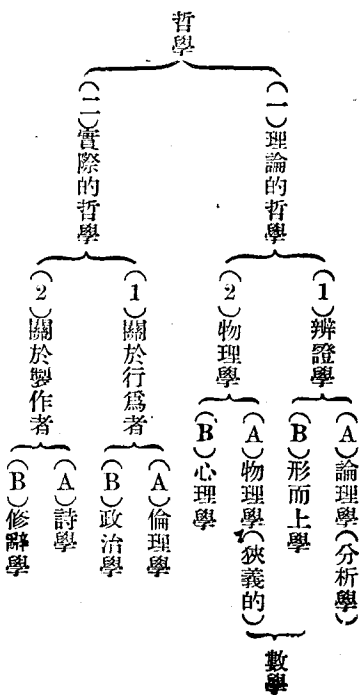 哲學
(一)理論的哲學
(1)辨證學
(A)論理學(分析學)
(B)形而上學
(2)物理學
(A)物理學(狹義的)
數學
(B)心理學
(二)實際的哲學
(1)關於行爲者
(A)倫理學
(B)政治學
(2)關於製作者
(A)詩學
(B)修辭學